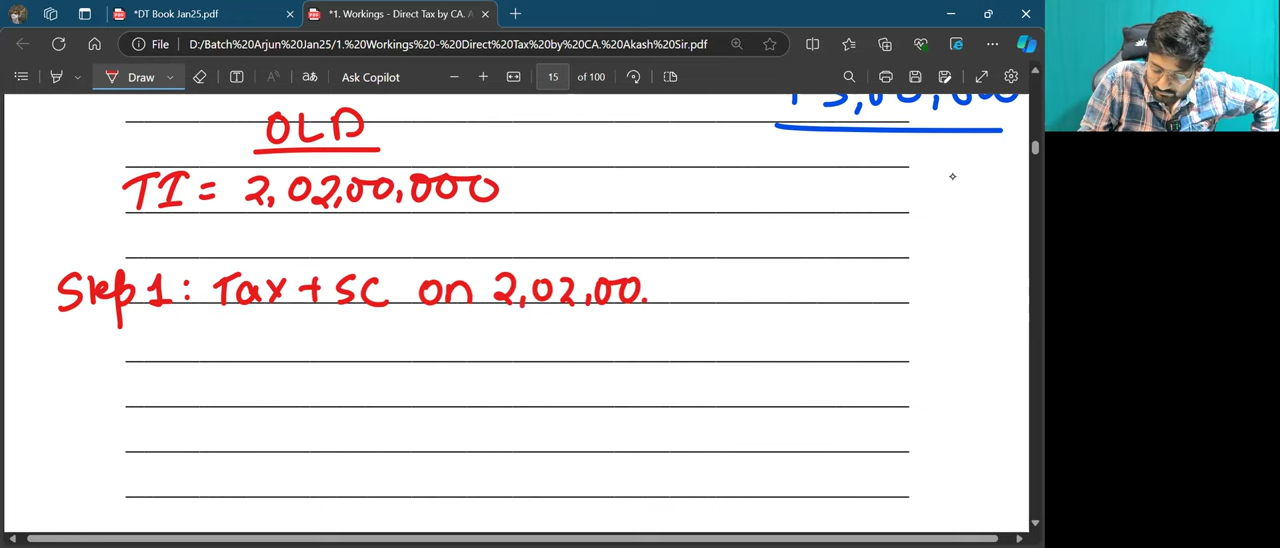 *DT Book Jan25.pdf
*1. Workings - Direct Tax by CA. A
File
D:/Batch%20Arjun%20Jan25/1.%20Workings%20-%20Direct%20Tax%20by%20CA.%20Akash%20Sir.pdf
Draw
aあ
Ask Copilot
15 of 100
OLD
TI = 2,02,00,000
Step 1: Tax + SC on 2,02,00.